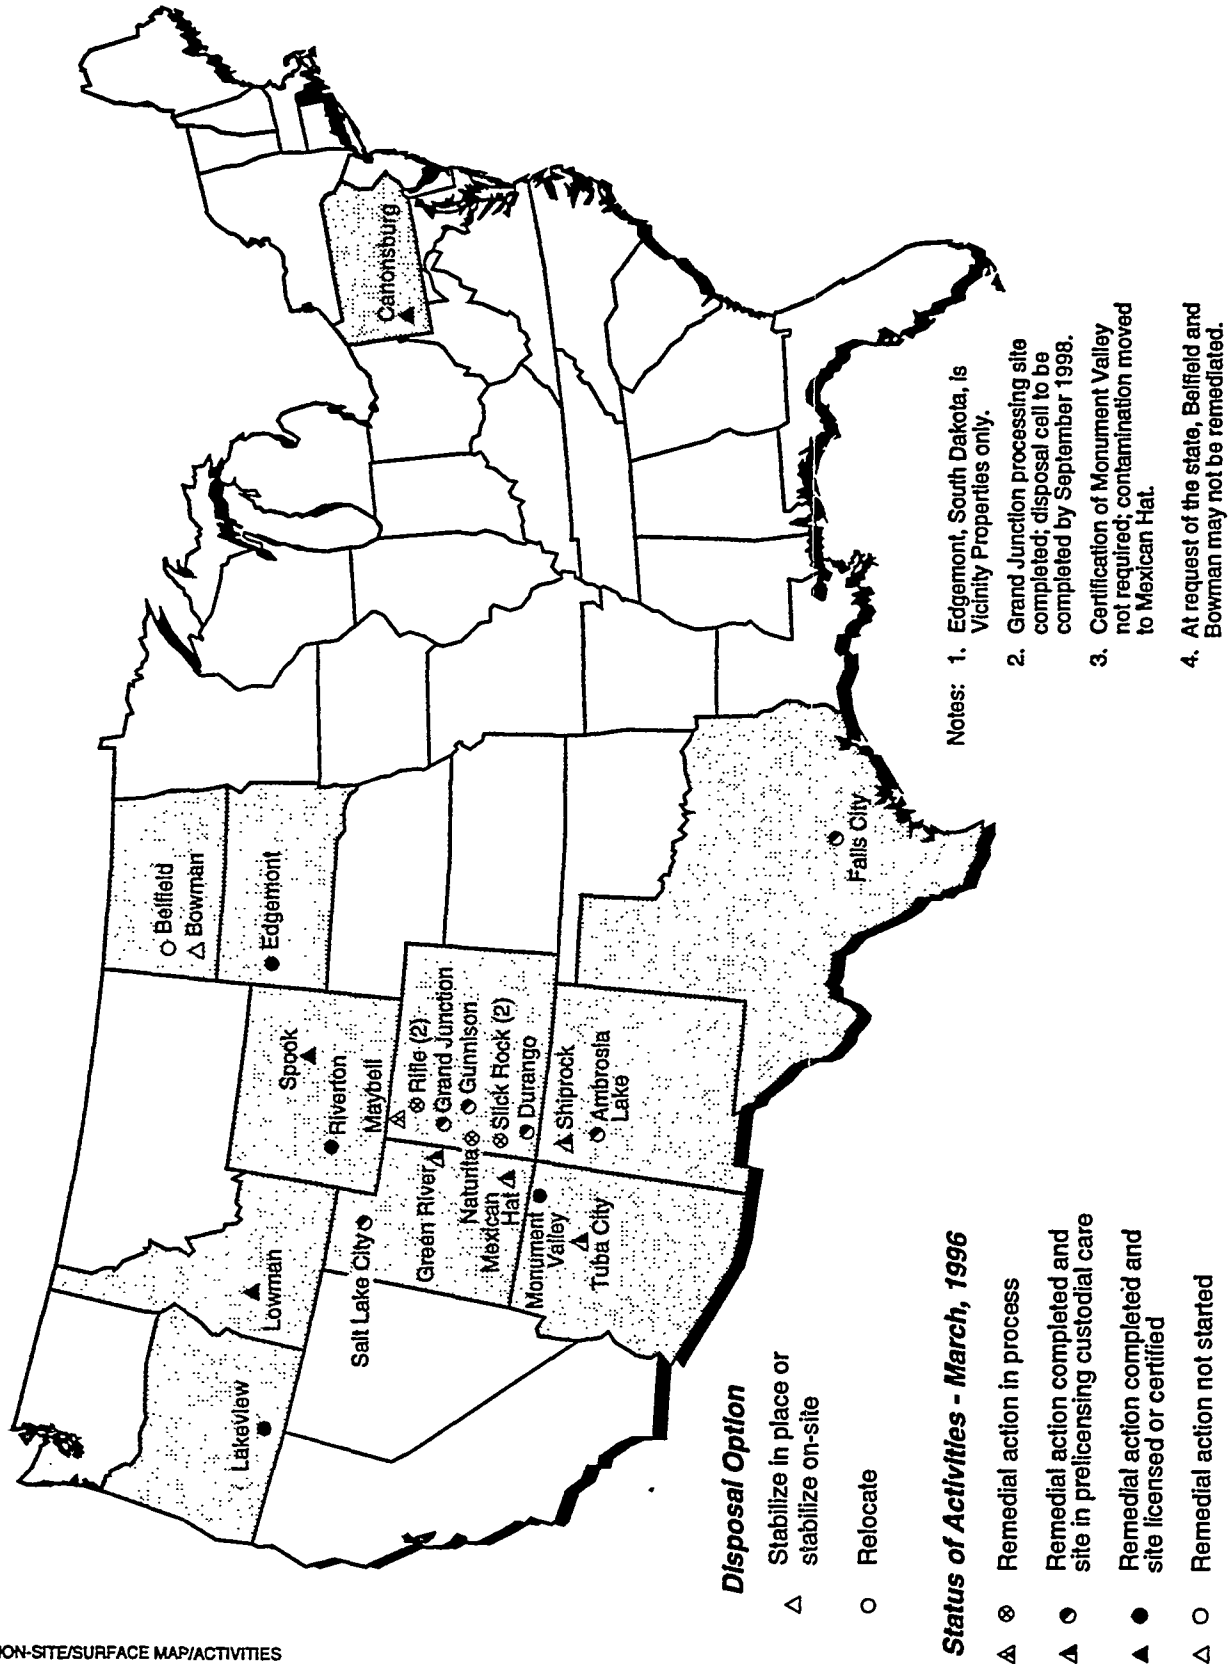 ION-SITE/SURFACE MAP/ACTIVITIES
Lakeview
Lowman
Spook
Riverton
Maybell
Belfield
Bowman
Edgemont
Canonsburg
Salt Lake City
Green River
Rifle (2)
Grand Junction
Naturita
Gunnison
Slick Rock (2)
Mexican
Hat
Durango
Monument
Valley
Tuba City
Shiprock
Ambrosia
Lake
Falls City
Disposal Option
Stabilize in place or
stabilize on-site
Relocate
Status of Activities - March, 1996
Remedial action in process
Remedial action completed and
site in prelicensing custodial care
Remedial action completed and
site licensed or certified
Remedial action not started
Notes: 1. Edgemont, South Dakota, is
Vicinity Properties only.
2. Grand Junction processing site
completed; disposal cell to be
completed by September 1998.
3. Certification of Monument Valley
not required; contamination moved
to Mexican Hat.
4. At request of the state, Belfield and
Bowman may not be remediated.